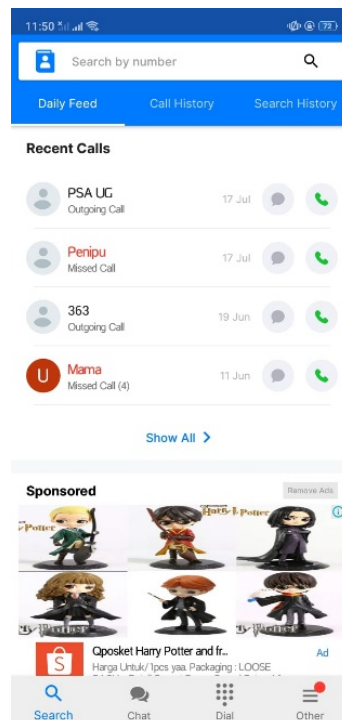 11:50
72
Search by number
Daily Feed
Call History
Search History
Recent Calls
PSA UG
17 Jul
Outgoing Call
Penipu
17 Jul
Missed Call
363
19 Jun
Outgoing Call
U
Mama
11 Jun
Missed Call (4)
Show All
Sponsored
Remove Ads
Harry Potter
Potter
S
Qposket Harry Potter and fr..
Ad
Harga Untuk/1pcs yaa. Packaging : LOOSE
Search
Chat
Dial
Other